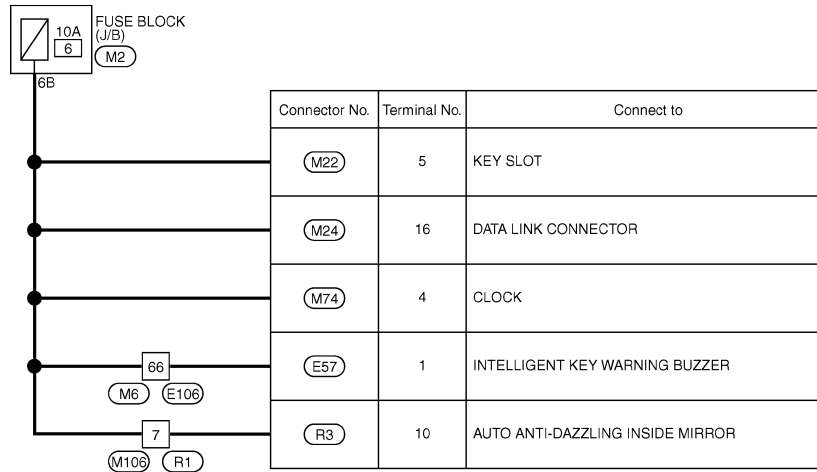 10A
6
FUSE BLOCK
(J/B)
M2
6B
Connector No. Terminal No. Connect to
M22 5 KEY SLOT
M24 16 DATA LINK CONNECTOR
M74 4 CLOCK
66 E57 1 INTELLIGENT KEY WARNING BUZZER
M6 E106
7 R3 10 AUTO ANTI-DAZZLING INSIDE MIRROR
M106 R1